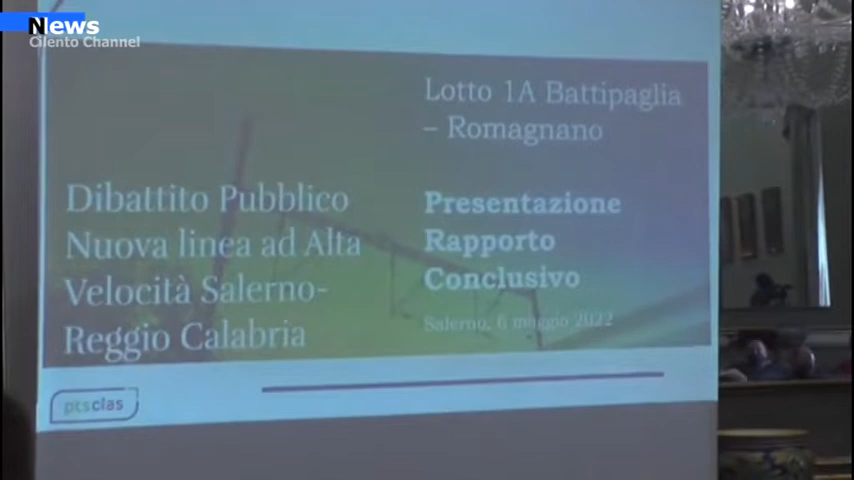 News
Cilento Channel
Lotto 1A Battipaglia
– Romagnano
Dibattito Pubblico
Nuova linea ad Alta
Velocità Salerno-
Reggio Calabria
Presentazione
Rapporto
Conclusivo
Salerno, 6 maggio 2022
ptsclas